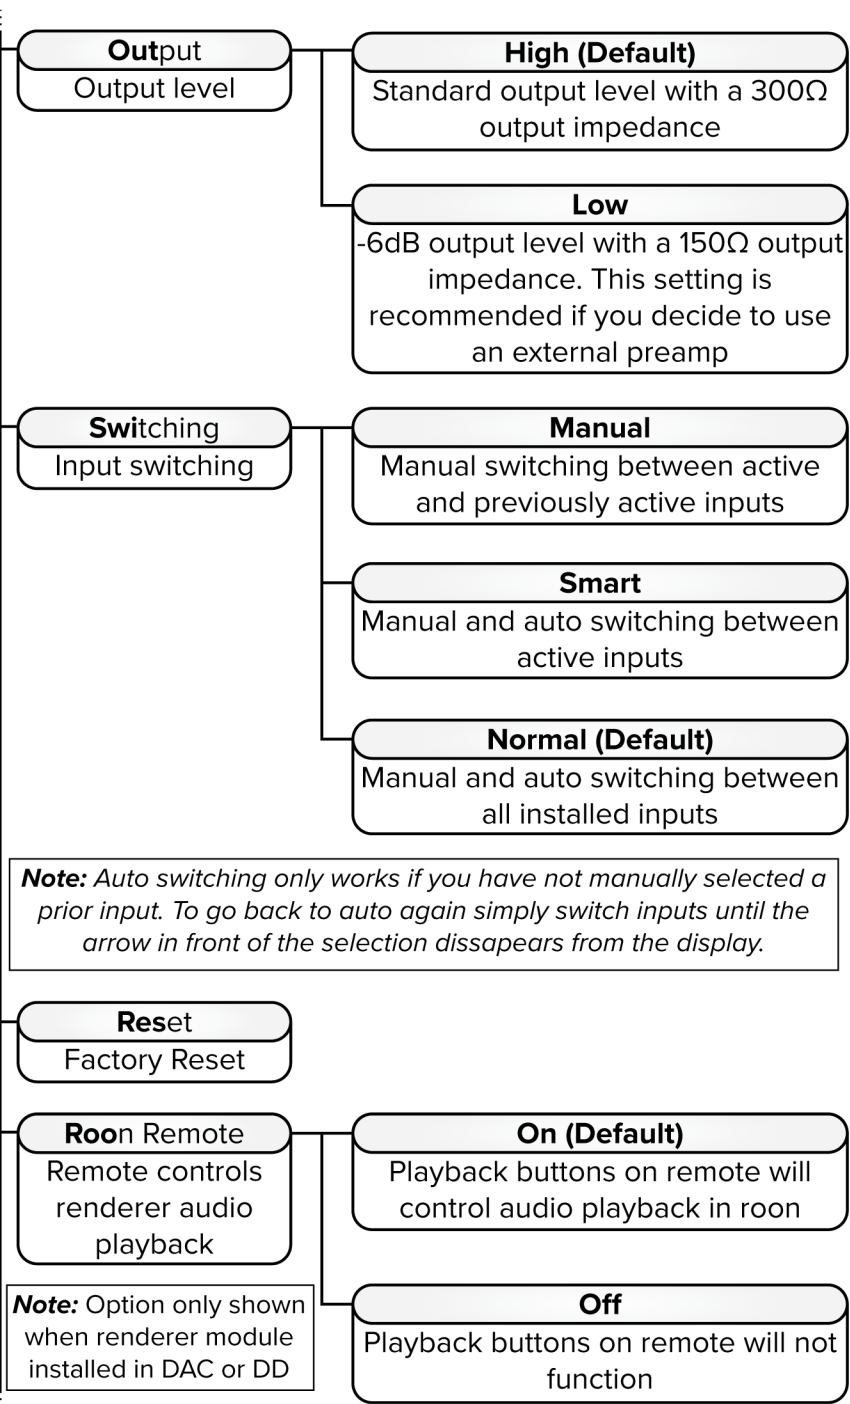 Output
Output level
High (Default)
Standard output level with a 300Ω
output impedance
Low
-6dB output level with a 150Ω output
impedance. This setting is
recommended if you decide to use
an external preamp
Switching
Input switching
Manual
Manual switching between active
and previously active inputs
Smart
Manual and auto switching between
active inputs
Normal (Default)
Manual and auto switching between
all installed inputs
Note: Auto switching only works if you have not manually selected a
prior input. To go back to auto again simply switch inputs until the
arrow in front of the selection dissapears from the display.
Reset
Factory Reset
Roon Remote
Remote controls
renderer audio
playback
On (Default)
Playback buttons on remote will
control audio playback in roon
Note: Option only shown
when renderer module
installed in DAC or DD
Off
Playback buttons on remote will not
function